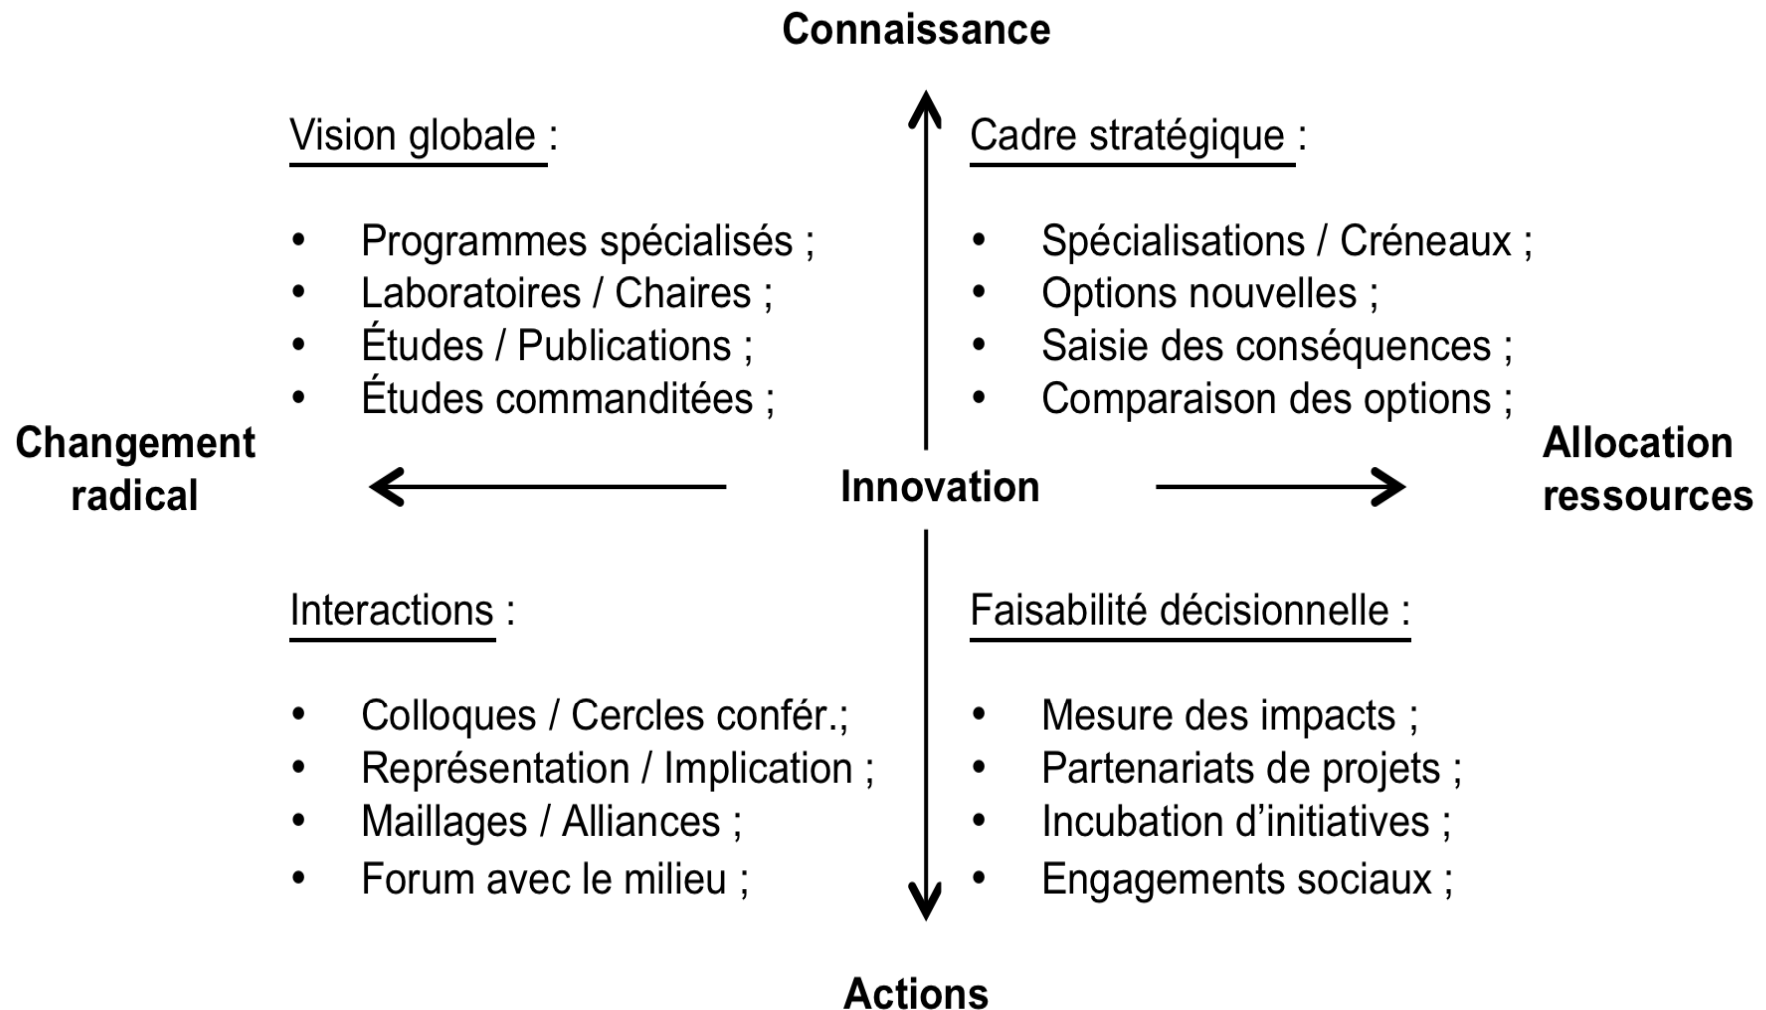 Connaissance
Vision globale :
Programmes spécialisés ;
Laboratoires / Chaires ;
Études / Publications ;
Études commanditées ;
Cadre stratégique :
Spécialisations / Créneaux ;
Options nouvelles ;
Saisie des conséquences ;
Comparaison des options ;
Changement
radical
Innovation
Allocation
ressources
Interactions :
Colloques / Cercles confér.;
Représentation / Implication ;
Maillages / Alliances ;
Forum avec le milieu ;
Faisabilité décisionnelle :
Mesure des impacts ;
Partenariats de projets ;
Incubation d’initiatives ;
Engagements sociaux ;
Actions